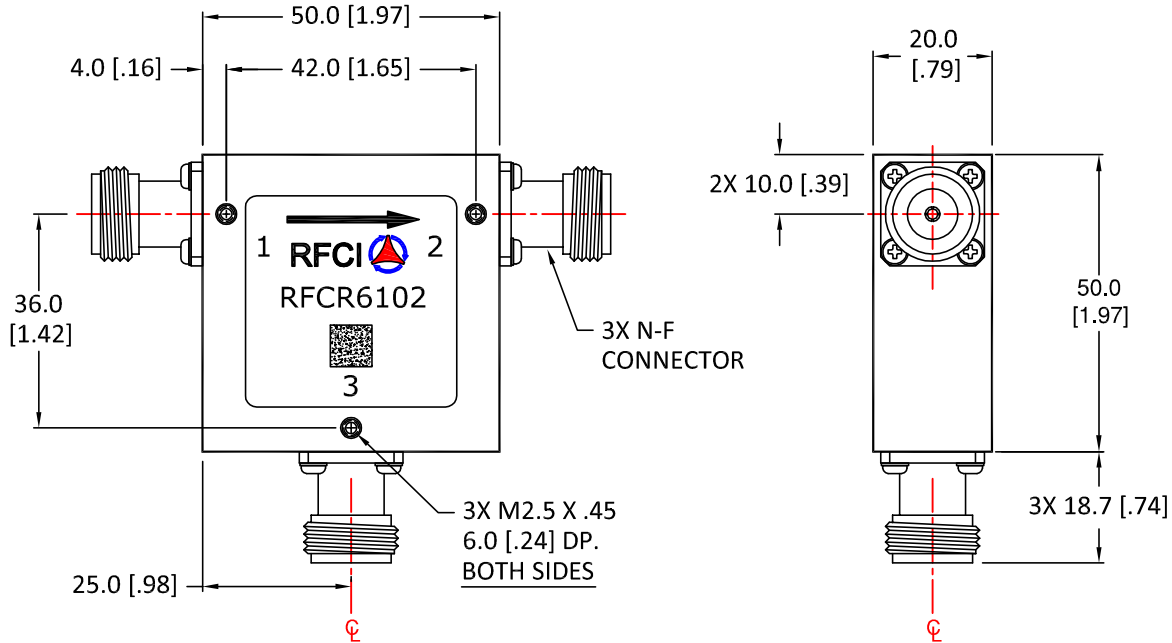 50.0 [1.97]
4.0 [.16]
42.0 [1.65]
20.0
[.79]
2X 10.0 [.39]
1
2
RFCI
RFCR6102
3
36.0
[1.42]
3X N-F
CONNECTOR
50.0
[1.97]
3X M2.5 X .45
6.0 [.24] DP.
BOTH SIDES
3X 18.7 [.74]
25.0 [.98]
℄
℄